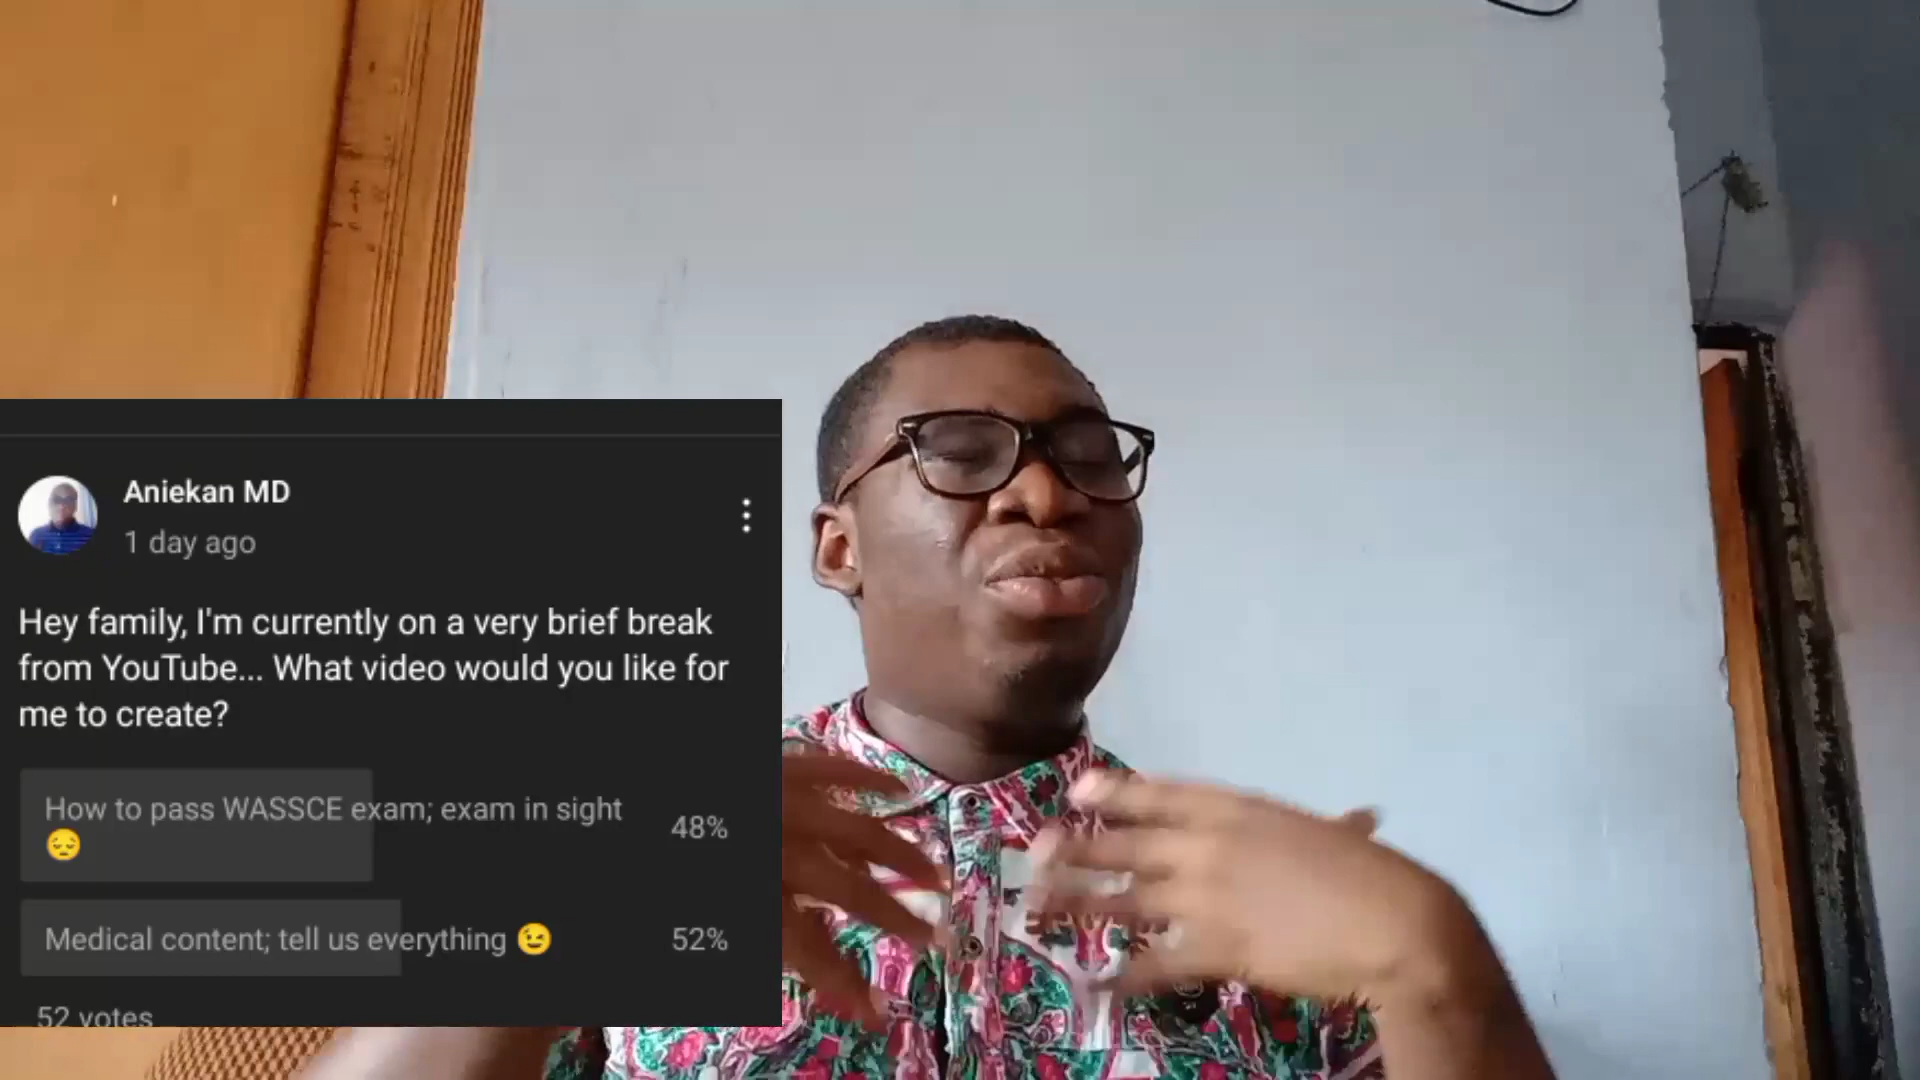 Aniekan MD
1 day ago
Hey family, I'm currently on a very brief break
from YouTube... What video would you like for
me to create?
How to pass WASSCE exam; exam in sight
😔
48%
Medical content; tell us everything 😉
52%
52 votes